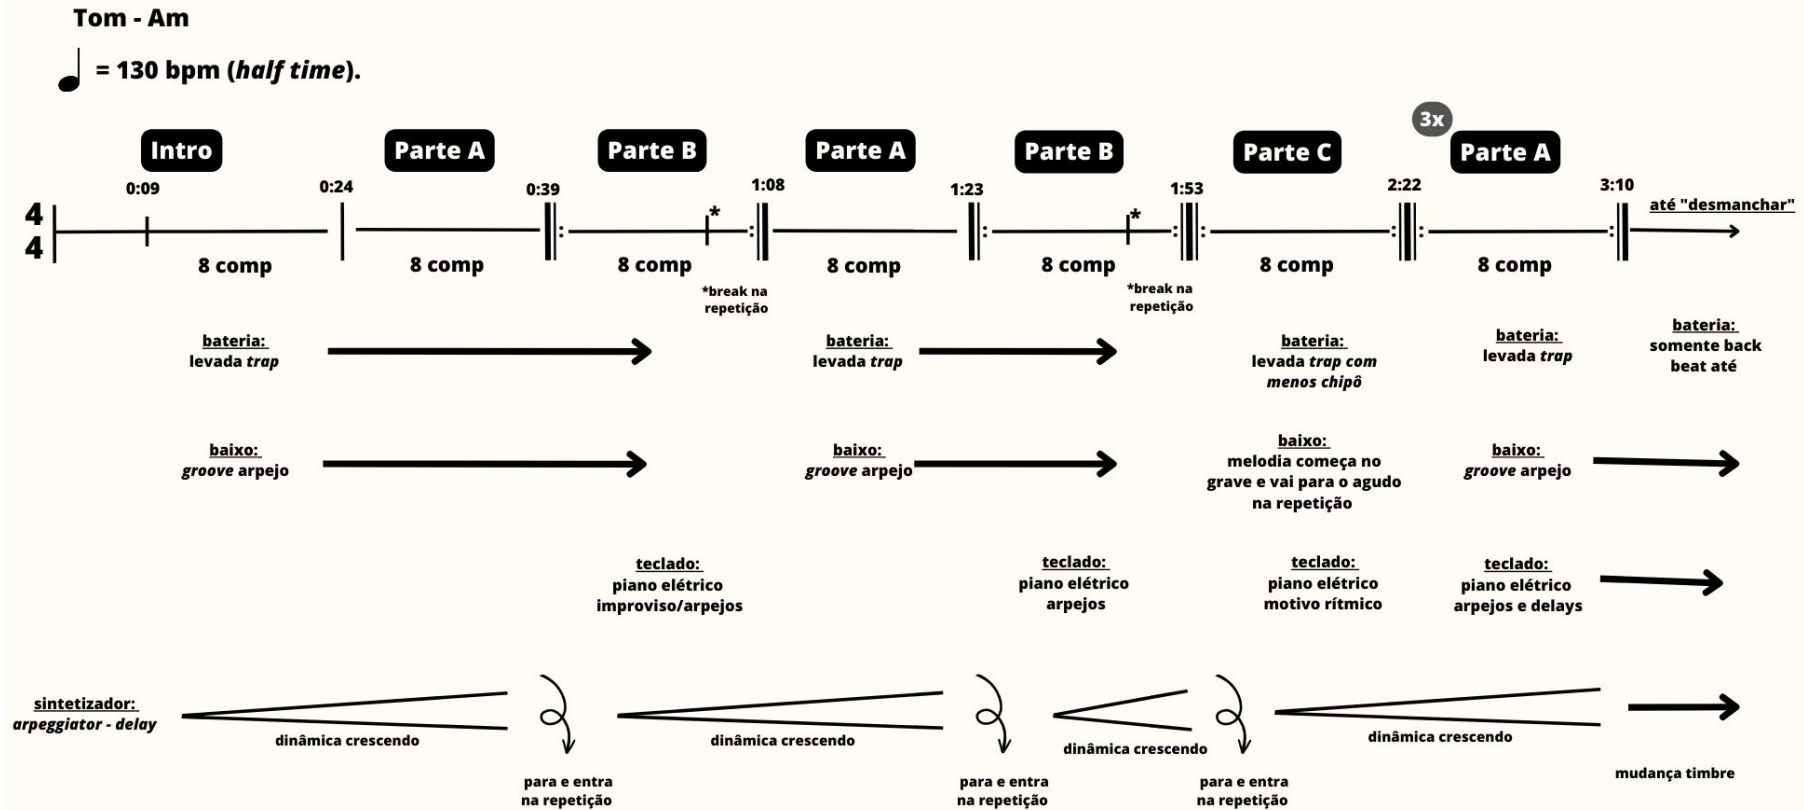 Tom - Am
= 130 bpm (half time).
3x
Intro
Parte A
Parte B
Parte A
Parte B
Parte C
Parte A
0:09
0:24
0:39
1:08
1:23
1:53
2:22
3:10
até "desmanchar"
4
4
*
*
8 comp
8 comp
8 comp
8 comp
8 comp
8 comp
8 comp
*break na
repetição
*break na
repetição
bateria:
levada trap
bateria:
levada trap
bateria:
levada trap com
menos chipô
bateria:
levada trap
bateria:
somente back
beat até
baixo:
groove arpejo
baixo:
groove arpejo
baixo:
melodia começa no
grave e vai para o agudo
na repetição
baixo:
groove arpejo
teclado:
piano elétrico
improviso/arpejos
teclado:
piano elétrico
arpejos
teclado:
piano elétrico
motivo rítmico
teclado:
piano elétrico
arpejos e delays
sintetizador:
arpeggiator - delay
dinâmica crescendo
para e entra
na repetição
dinâmica crescendo
para e entra
na repetição
dinâmica crescendo
para e entra
na repetição
dinâmica crescendo
mudança timbre